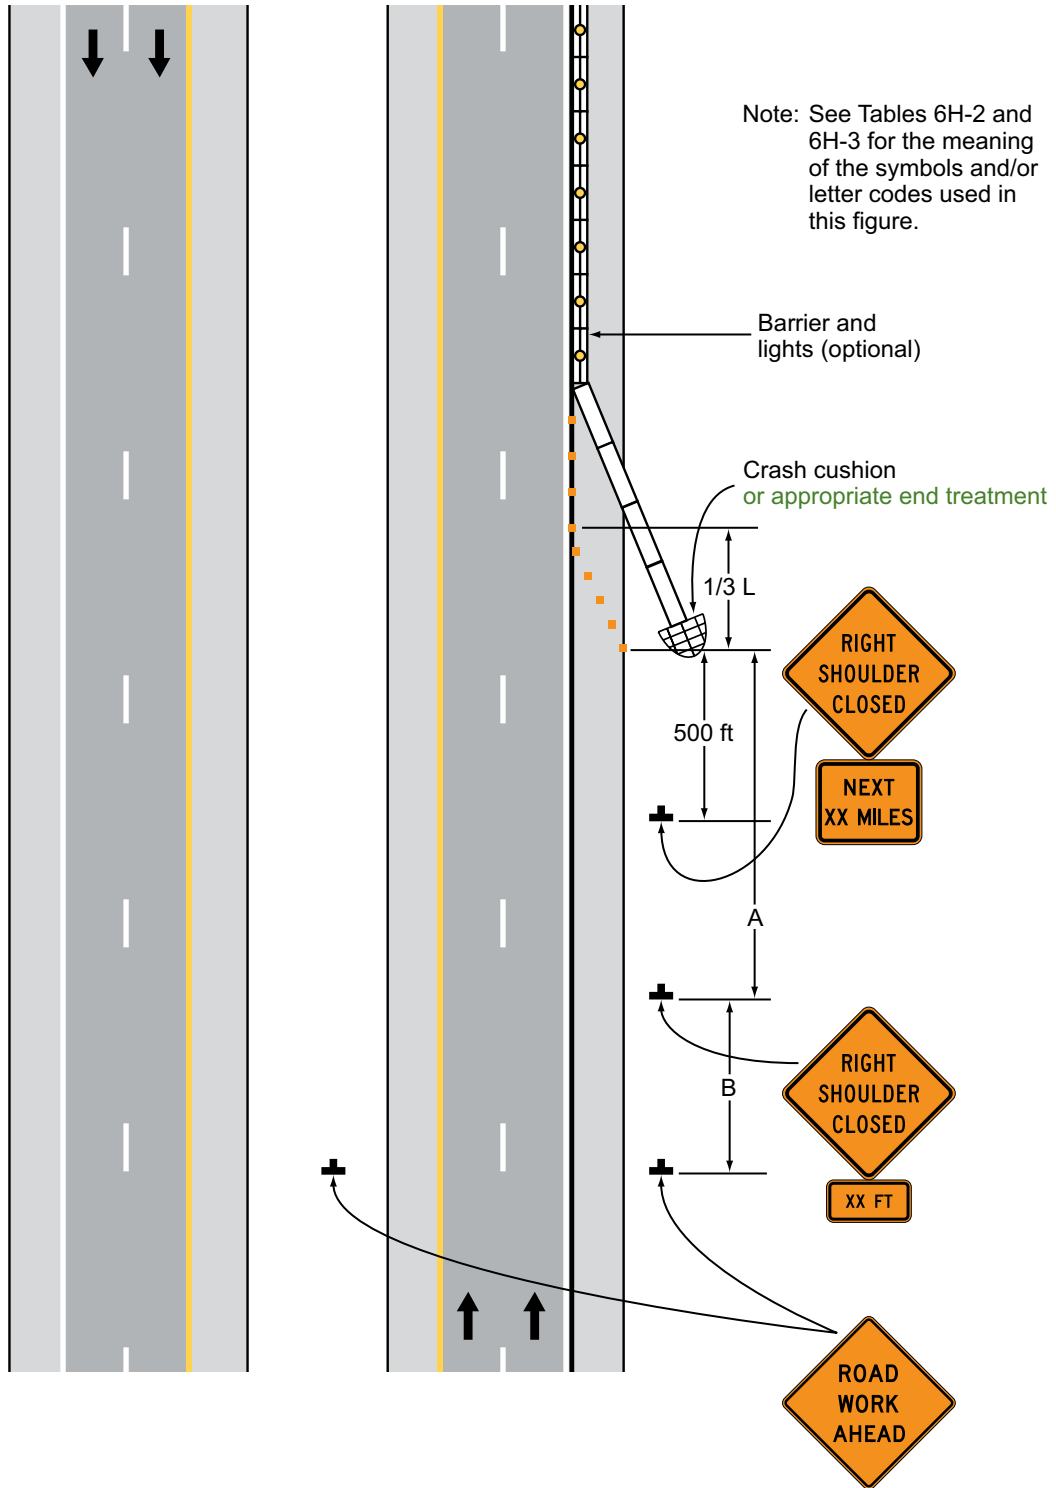 Note: See Tables 6H-2 and
6H-3 for the meaning
of the symbols and/or
letter codes used in
this figure.
Barrier and
lights (optional)
Crash cushion
or appropriate end treatment
1/3 L
RIGHT
SHOULDER
CLOSED
500 ft
NEXT
XX MILES
A
RIGHT
SHOULDER
CLOSED
B
XX FT
ROAD
WORK
AHEAD